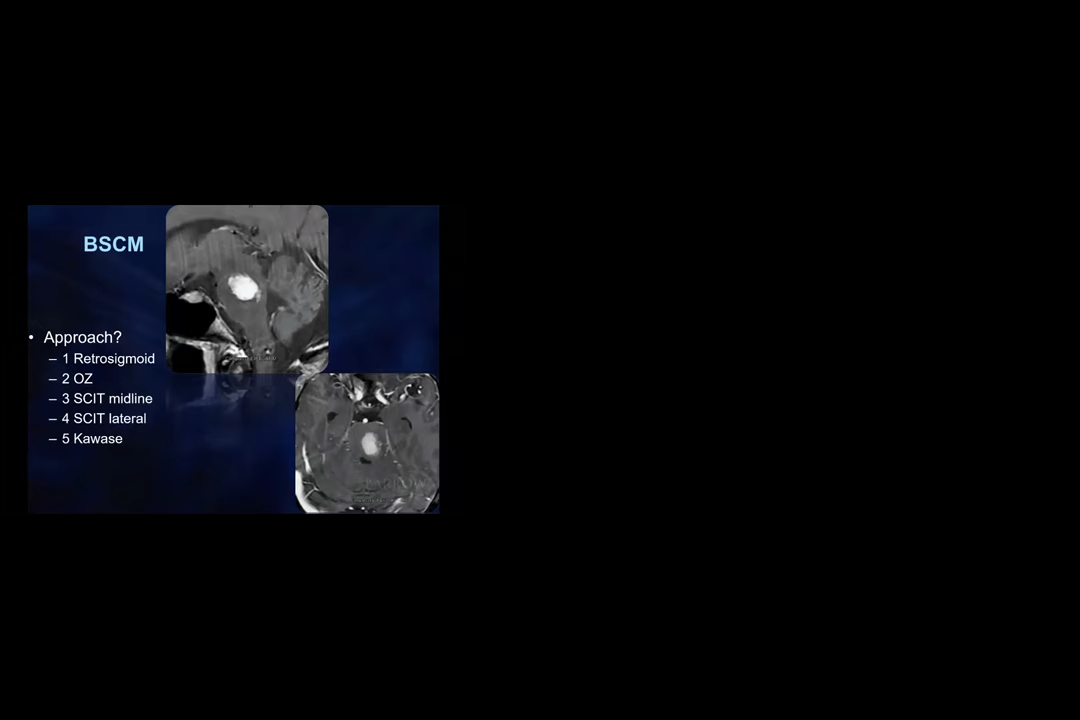 BSCM
• Approach?
– 1 Retrosigmoid
– 2 OZ
– 3 SCIT midline
– 4 SCIT lateral
– 5 Kawase